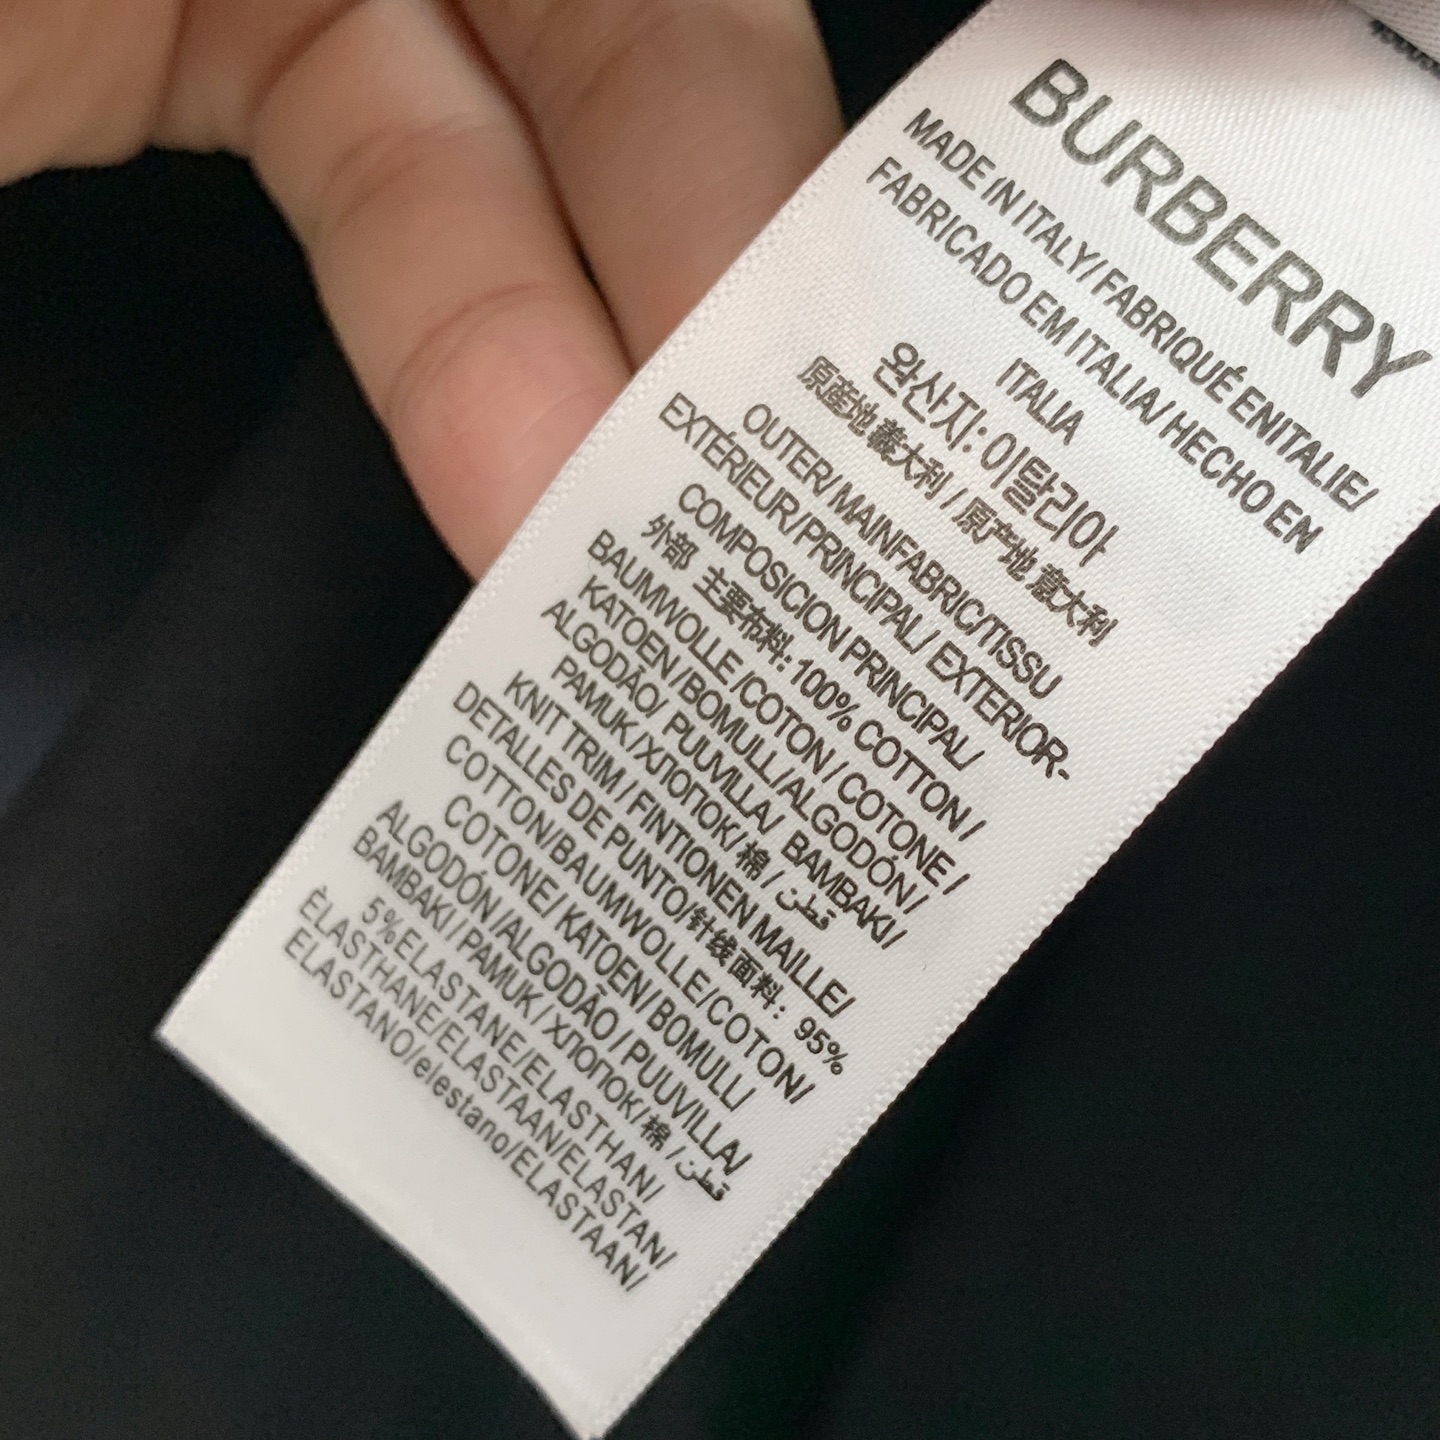 BURBERRY
MADE IN ITALY/ FABRIQUÉ ENITALIE/
FABRICADO EM ITALIA/ HECHO EN
ITALIA
완산지: 이탈리아
原産地 義大利 / 原产地 意大利
OUTER/ MAINFABRIC/TISSU
EXTÉRIEUR/PRINCIPAL/ EXTERIOR-
COMPOSICION PRINCIPAL/
外部 主要布料: 100% COTTON /
BAUMWOLLE /COTON / COTONE /
KATOEN /BOMULL/ALGODÓN /
ALGODÃO/ PUUVILLA/ BAMBAKI /
PAMUK /ХЛОПОК/ 棉 / قطن
KNIT TRIM / FINTIONEN MAILLE/
DETALLES DE PUNTO/针线面料: 95%
COTTON/BAUMWOLLE/COTON/
COTONE/ KATOEN/ BOMULL/
ALGODÓN /ALGODÃO / PUUVILLA/
BAMBAKI / PAMUK / ХЛОПОК/ 棉 / قطن
5%ELASTANE/ELASTHAN/
ÉLASTHANE/ELASTAAN/ELASTAN/
ELASTANO/elestano/ELASTAAN/